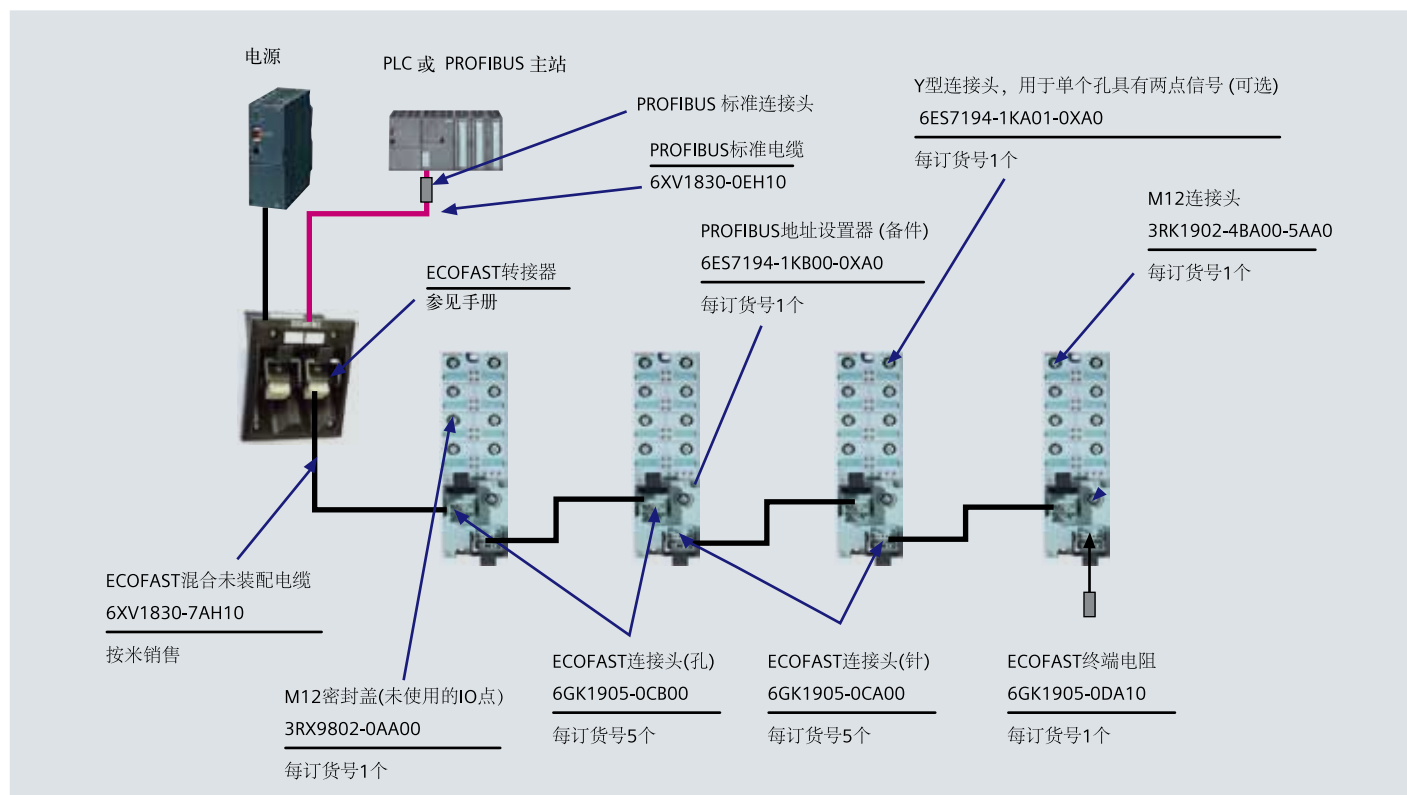 电源
PLC 或 PROFIBUS 主站
PROFIBUS 标准连接头
PROFIBUS标准电缆
6XV1830-0EH10
Y型连接头，用于单个孔具有两点信号 (可选)
6ES7194-1KA01-0XA0
每订货号1个
M12连接头
3RK1902-4BA00-5AA0
每订货号1个
PROFIBUS地址设置器 (备件)
6ES7194-1KB00-0XA0
每订货号1个
ECOFAST转接器
参见手册
ECOFAST混合未装配电缆
6XV1830-7AH10
按米销售
M12密封盖(未使用的IO点)
3RX9802-0AA00
每订货号1个
ECOFAST连接头(孔)
6GK1905-0CB00
每订货号5个
ECOFAST连接头(针)
6GK1905-0CA00
每订货号5个
ECOFAST终端电阻
6GK1905-0DA10
每订货号1个